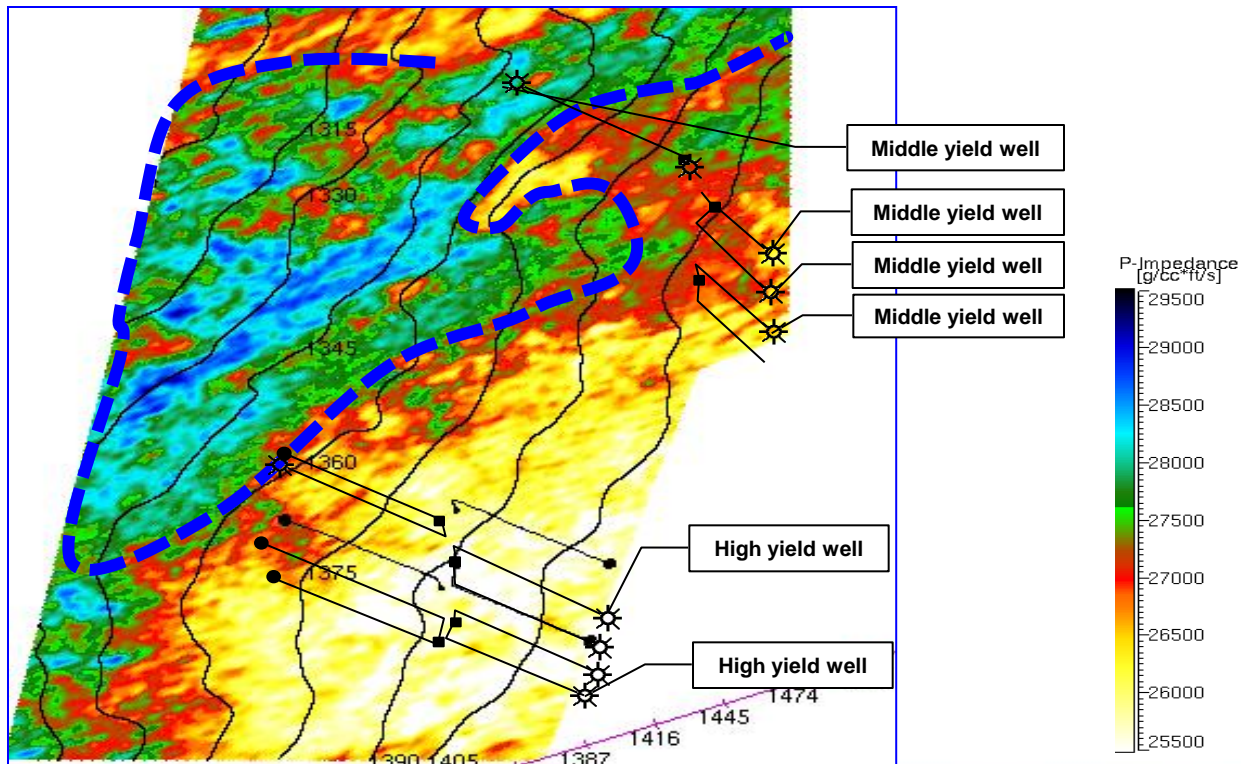 1315
Middle yield well
1330
Middle yield well
Middle yield well
Middle yield well
P-Impedance
[g/cc*ft/s]
29500
29000
28500
28000
27500
27000
26500
26000
25500
1345
1360
High yield well
1375
High yield well
1474
1445
1416
1387
1390 1405